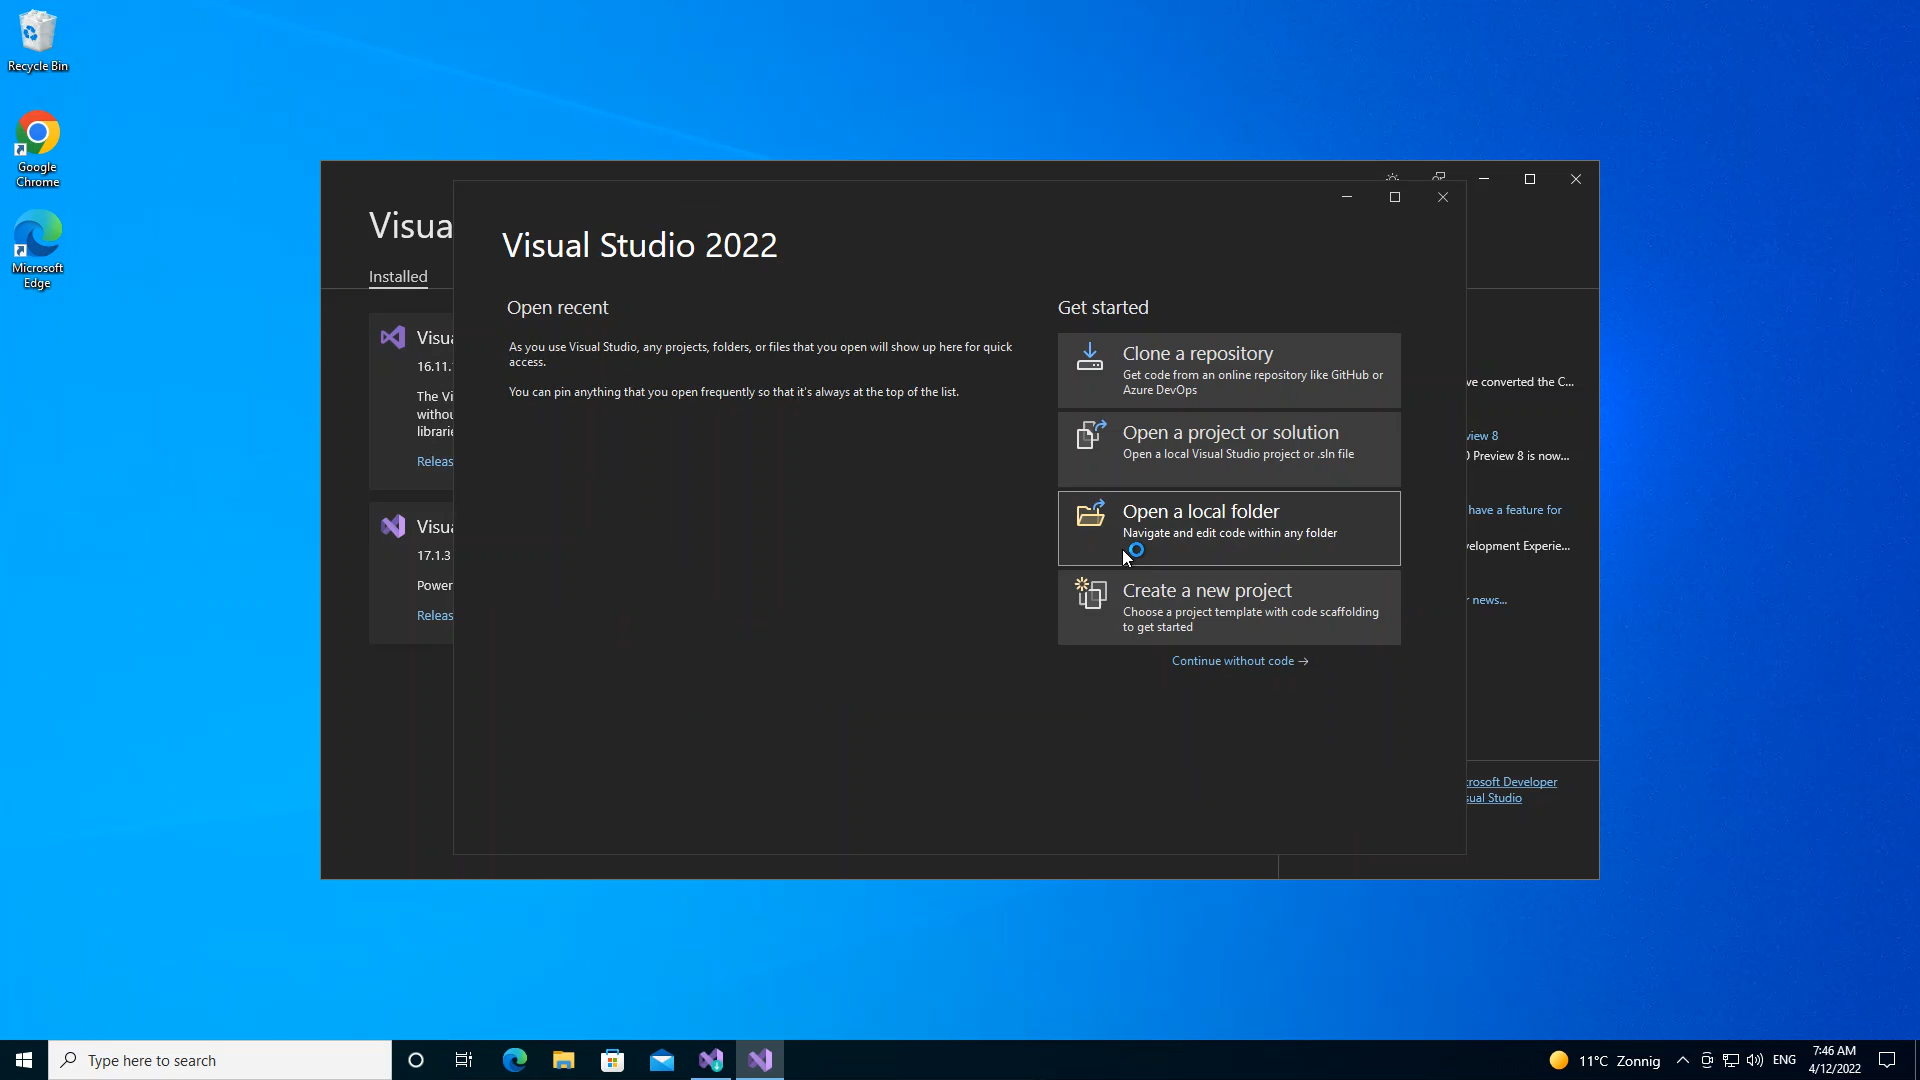 Recycle Bin
Google
Chrome
Microsoft
Edge
Visua
Installed
Visua
16.11.
The Vi
withou
librarie
Releas
Visua
17.1.3
Power
Releas
Visual Studio 2022
Open recent
As you use Visual Studio, any projects, folders, or files that you open will show up here for quick
access.
You can pin anything that you open frequently so that it's always at the top of the list.
Get started
Clone a repository
Get code from an online repository like GitHub or
Azure DevOps
Open a project or solution
Open a local Visual Studio project or .sln file
Open a local folder
Navigate and edit code within any folder
Create a new project
Choose a project template with code scaffolding
to get started
Continue without code →
ve converted the C...
view 8
0 Preview 8 is now...
have a feature for
velopment Experie...
r news...
crosoft Developer
sual Studio
Type here to search
11°C Zonnig
ENG
7:46 AM
4/12/2022